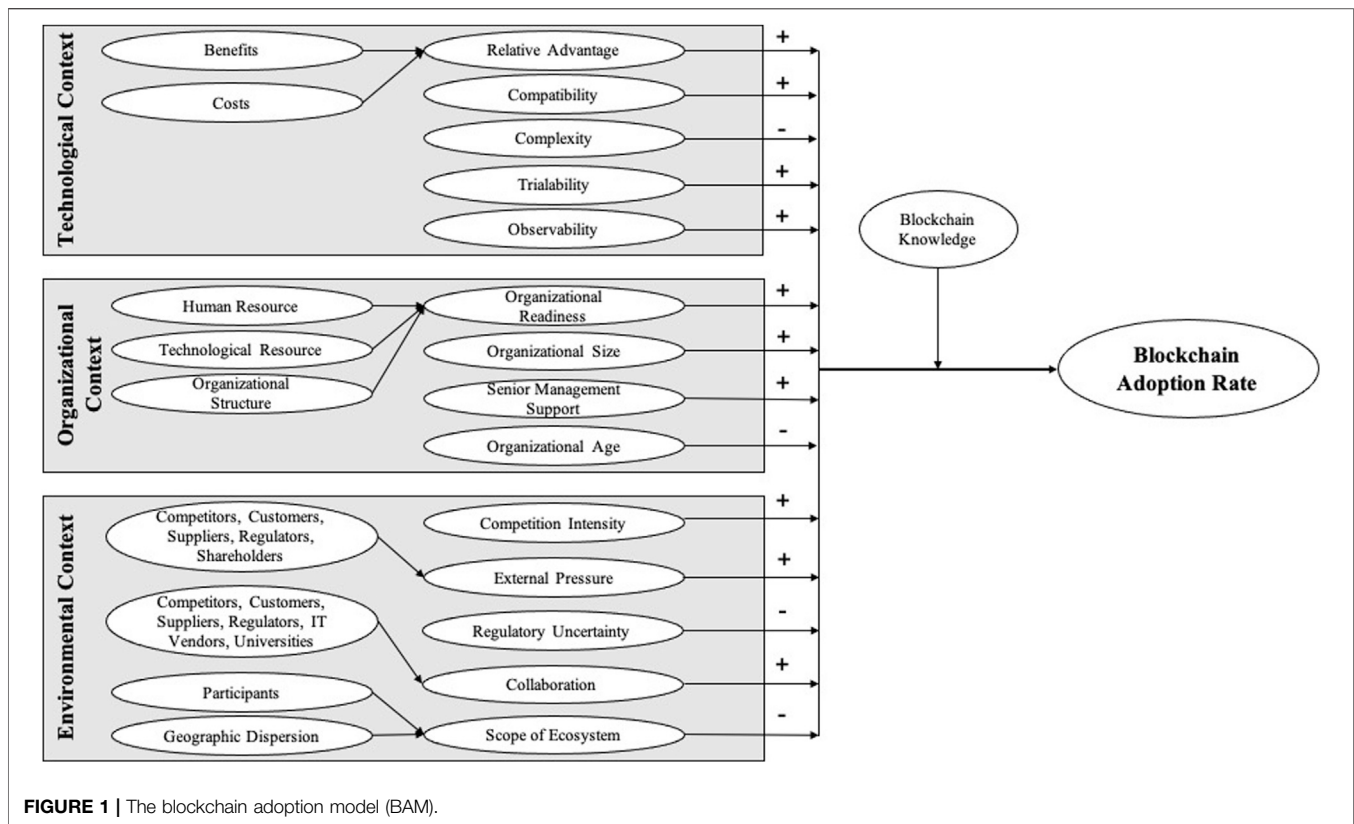 Technological Context
Benefits
Costs
Relative Advantage
Compatibility
Complexity
Trialability
Observability
+
+
-
+
+
Organizational
Context
Human Resource
Technological Resource
Organizational
Structure
Organizational
Readiness
Organizational Size
Senior Management
Support
Organizational Age
+
+
+
-
Environmental Context
Competitors, Customers,
Suppliers, Regulators,
Shareholders
Competitors, Customers,
Suppliers, Regulators, IT
Vendors, Universities
Participants
Geographic Dispersion
Competition Intensity
External Pressure
Regulatory Uncertainty
Collaboration
Scope of Ecosystem
+
+
-
+
-
Blockchain
Knowledge
Blockchain
Adoption Rate
FIGURE 1 | The blockchain adoption model (BAM).